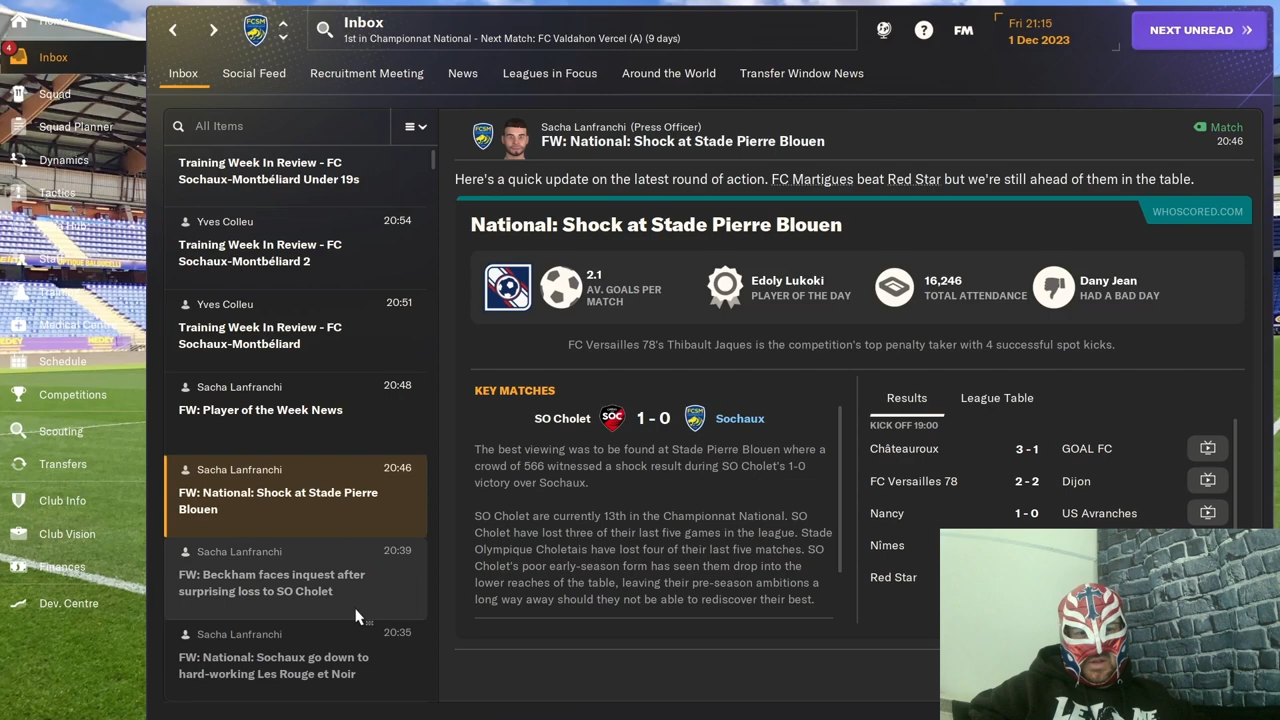 Home
4
Inbox
Squad
Squad Planner
Dynamics
Tactics
Medical Centre
Schedule
Competitions
Scouting
Transfers
Club Info
Club Vision
Finances
Dev. Centre
FCSM
Inbox
1st in Championnat National - Next Match: FC Valdahon Vercel (A) (9 days)
?
FM
Fri 21:15
1 Dec 2023
NEXT UNREAD
Inbox
Social Feed
Recruitment Meeting
News
Leagues in Focus
Around the World
Transfer Window News
All Items
Training Week In Review - FC
Sochaux-Montbéliard Under 19s
Yves Colleu
20:54
Training Week In Review - FC
Sochaux-Montbéliard 2
Yves Colleu
20:51
Training Week In Review - FC
Sochaux-Montbéliard
Sacha Lanfranchi
20:48
FW: Player of the Week News
Sacha Lanfranchi
20:46
FW: National: Shock at Stade Pierre
Blouen
Sacha Lanfranchi
20:39
FW: Beckham faces inquest after
surprising loss to SO Cholet
Sacha Lanfranchi
20:35
FW: National: Sochaux go down to
hard-working Les Rouge et Noir
FCSM
Sacha Lanfranchi (Press Officer)
FW: National: Shock at Stade Pierre Blouen
Match
20:46
Here's a quick update on the latest round of action. FC Martigues beat Red Star but we're still ahead of them in the table.
WHOSCORED.COM
National: Shock at Stade Pierre Blouen
2.1
AV. GOALS PER
MATCH
Edoly Lukoki
PLAYER OF THE DAY
16,246
TOTAL ATTENDANCE
Dany Jean
HAD A BAD DAY
FC Versailles 78's Thibault Jaques is the competition's top penalty taker with 4 successful spot kicks.
KEY MATCHES
SO Cholet SOC 1 - 0 FCSM Sochaux
The best viewing was to be found at Stade Pierre Blouen where a
crowd of 566 witnessed a shock result during SO Cholet's 1-0
victory over Sochaux.
SO Cholet are currently 13th in the Championnat National. SO
Cholet have lost three of their last five games in the league. Stade
Olympique Choletais have lost four of their last five matches. SO
Cholet's poor early-season form has seen them drop into the
lower reaches of the table, leaving their pre-season ambitions a
long way away should they not be able to rediscover their best.
Results
League Table
KICK OFF 19:00
Châteauroux 3 - 1 GOAL FC
FC Versailles 78 2 - 2 Dijon
Nancy 1 - 0 US Avranches
Nîmes
Red Star